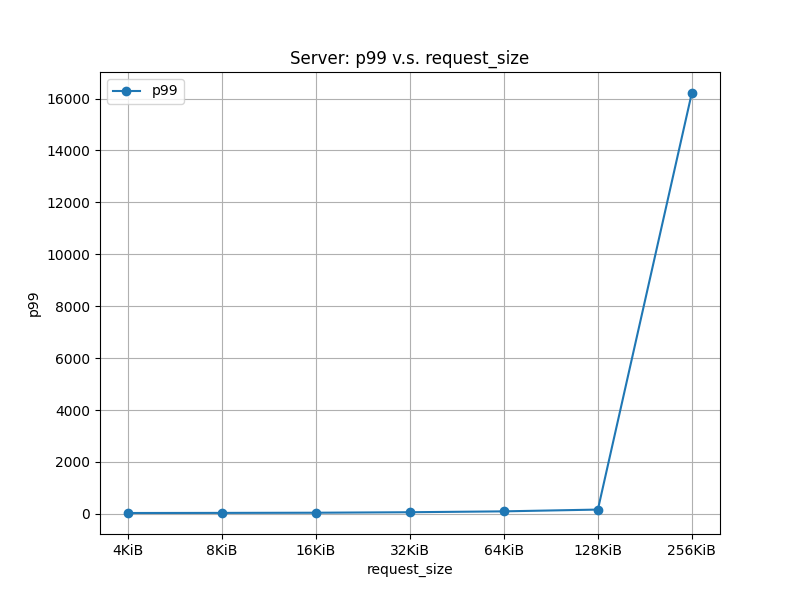 Server: p99 v.s. request_size
p99
16000
14000
12000
10000
8000
6000
4000
2000
0
p99
4KiB 8KiB 16KiB 32KiB 64KiB 128KiB 256KiB
request_size